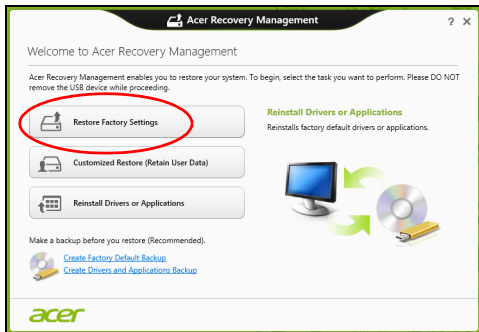 Acer Recovery Management
? ×
Welcome to Acer Recovery Management
Acer Recovery Management enables you to restore your system. To begin, select the task you want to perform. Please DO NOT
remove the USB device while proceeding.
Restore Factory Settings
Customized Restore (Retain User Data)
Reinstall Drivers or Applications
Reinstall Drivers or Applications
Reinstalls factory default drivers or applications.
Make a backup before you restore (Recommended).
Create Factory Default Backup
Create Drivers and Applications Backup
acer